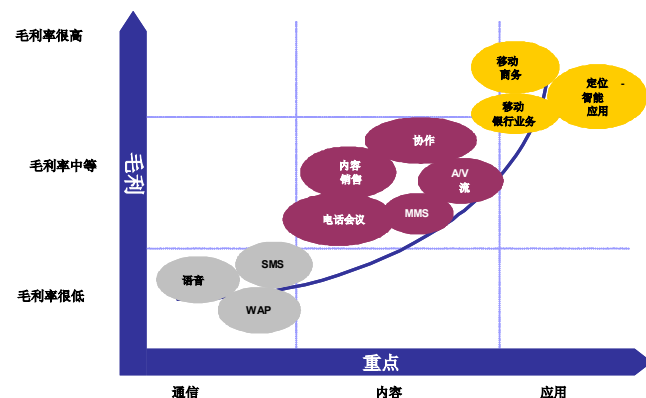 毛利率很高
移动
商务
定位 -
智能
应用
移动
银行业务
协作
毛利率中等
毛利
内容
销售
A/V
流
电话会议
MMS
SMS
语音
毛利率很低
WAP
重点
通信
内容
应用